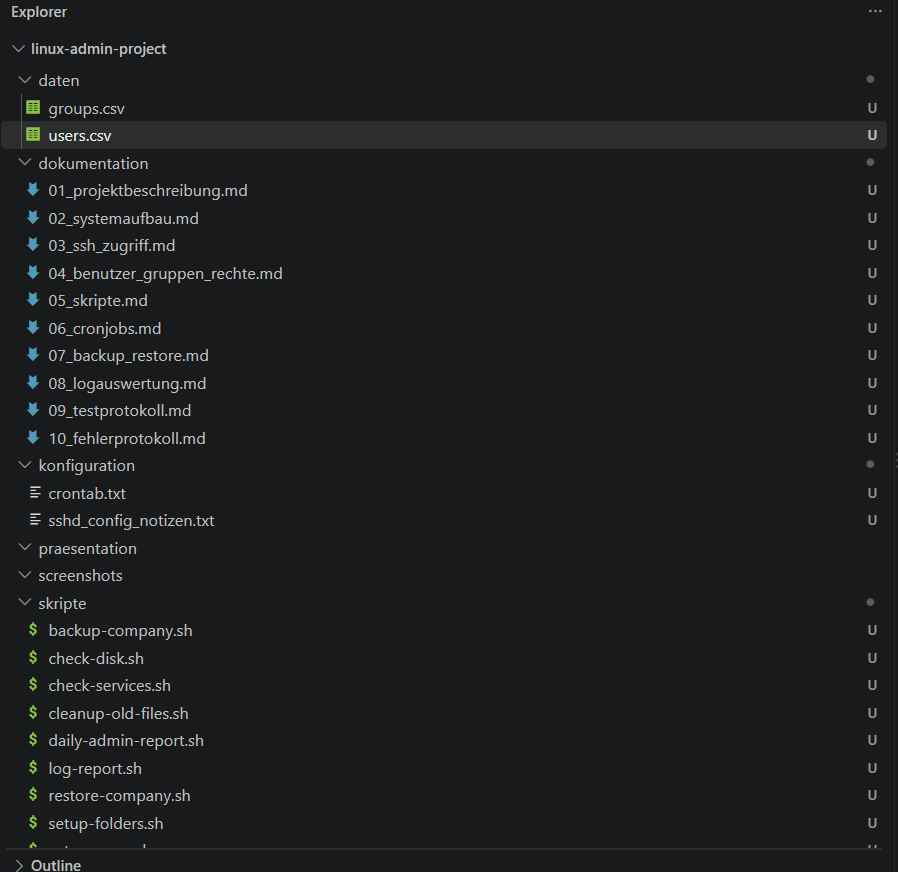 Explorer ...
linux-admin-project
daten
groups.csv U
users.csv U
dokumentation
01_projektbeschreibung.md U
02_systemaufbau.md U
03_ssh_zugriff.md U
04_benutzer_gruppen_rechte.md U
05_skripte.md U
06_cronjobs.md U
07_backup_restore.md U
08_logauswertung.md U
09_testprotokoll.md U
10_fehlerprotokoll.md U
konfiguration
crontab.txt U
sshd_config_notizen.txt U
praesentation
screenshots
skripte
$ backup-company.sh U
$ check-disk.sh U
$ check-services.sh U
$ cleanup-old-files.sh U
$ daily-admin-report.sh U
$ log-report.sh U
$ restore-company.sh U
$ setup-folders.sh U
Outline